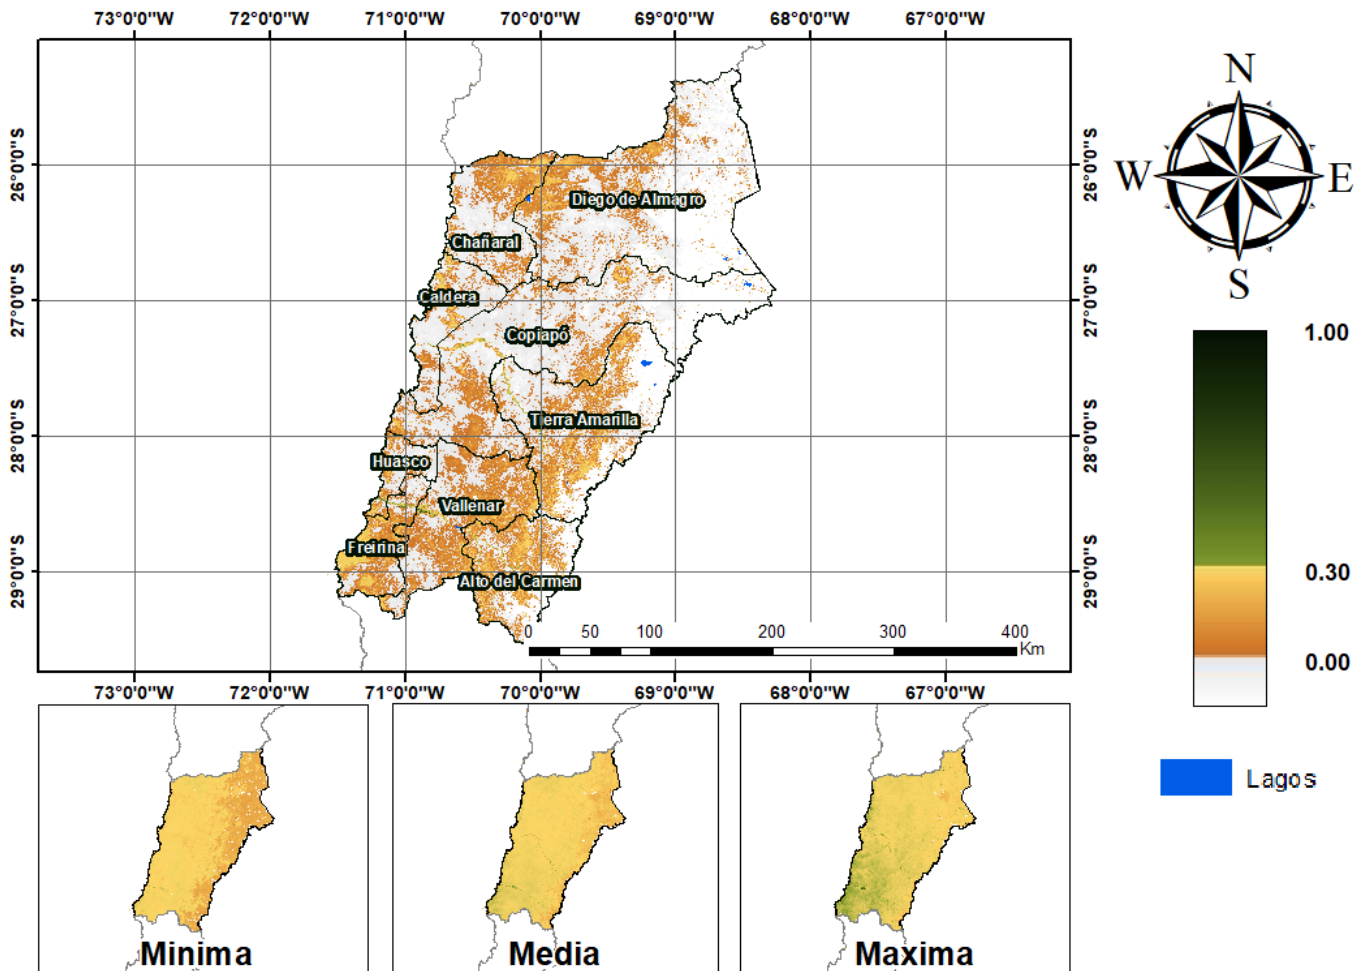 73°0'0"W 72°0'0"W 71°0'0"W 70°0'0"W 69°0'0"W 68°0'0"W 67°0'0"W
N
W E
S
26°0'0"S 26°0'0"S
Diego de Almagro
Chañaral
Caldera
27°0'0"S 27°0'0"S
Copiapó
1.00
Tierra Amarilla
28°0'0"S 28°0'0"S
Huasco
Vallenar
Freirina
29°0'0"S 29°0'0"S
Alto del Carmen
0.30
0 50 100 200 300 400
Km
0.00
73°0'0"W 72°0'0"W 71°0'0"W 70°0'0"W 69°0'0"W 68°0'0"W 67°0'0"W
Lagos
Minima Media Maxima